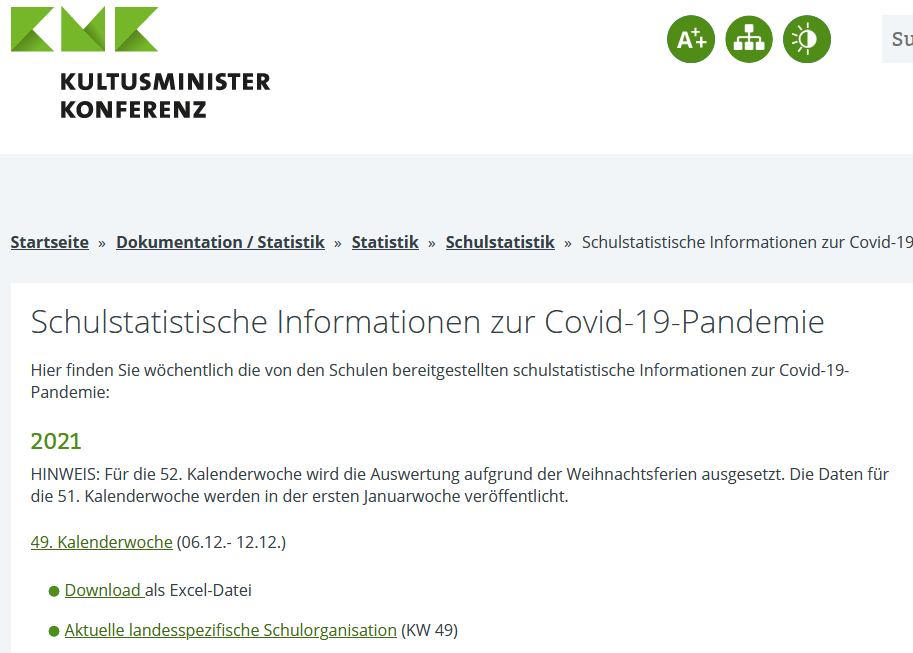 KMK
KULTUSMINISTER
KONFERENZ
A++
Su
Startseite » Dokumentation / Statistik » Statistik » Schulstatistik » Schulstatistische Informationen zur Covid-19
Schulstatistische Informationen zur Covid-19-Pandemie
Hier finden Sie wöchentlich die von den Schulen bereitgestellten schulstatistische Informationen zur Covid-19-
Pandemie:
2021
HINWEIS: Für die 52. Kalenderwoche wird die Auswertung aufgrund der Weihnachtsferien ausgesetzt. Die Daten für
die 51. Kalenderwoche werden in der ersten Januarwoche veröffentlicht.
49. Kalenderwoche (06.12.- 12.12.)
Download als Excel-Datei
Aktuelle landesspezifische Schulorganisation (KW 49)